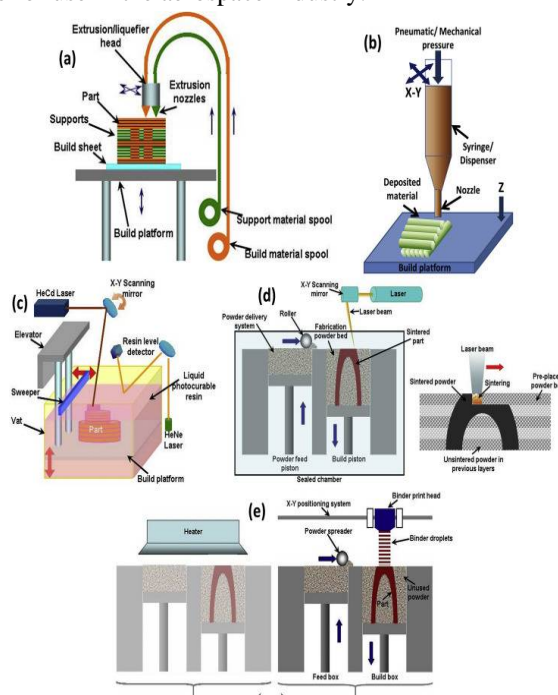 (a)
Extrusion/liquefier
head
Extrusion
nozzles
Part
Supports
Build sheet
Build platform
Support material spool
Build material spool
(b)
Pneumatic/ Mechanical
pressure
X-Y
Syringe/
Dispenser
Deposited
material
Nozzle
Z
Build platform
(c)
HeCd Laser
X-Y Scanning
mirror
Elevator
Resin level
detector
Sweeper
Liquid
photocurable
resin
Vat
Part
HeNe
Laser
Build platform
(d)
X-Y Scanning
mirror
Laser
Laser beam
Roller
Powder delivery
system
Fabrication
powder bed
Sintered
part
Powder feed
piston
Build piston
Sealed chamber
Laser beam
Sintered powder
Sintering
Pre-place
powder b
Unsintered powder in
previous layers
(e)
Heater
X-Y positioning system
Binder print head
Powder spreader
Binder droplets
Unused
powder
Part
Feed box
Build box